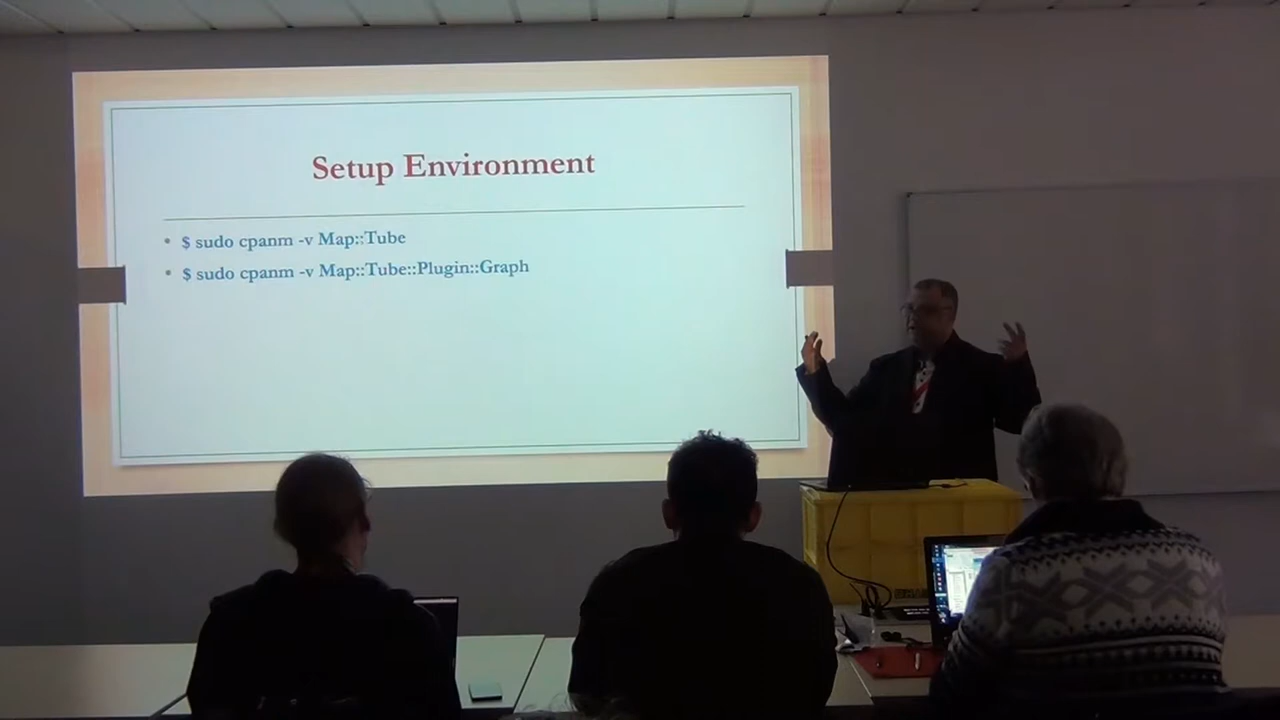 Setup Environment
• $ sudo cpanm -v Map::Tube
• $ sudo cpanm -v Map::Tube::Plugin::Graph